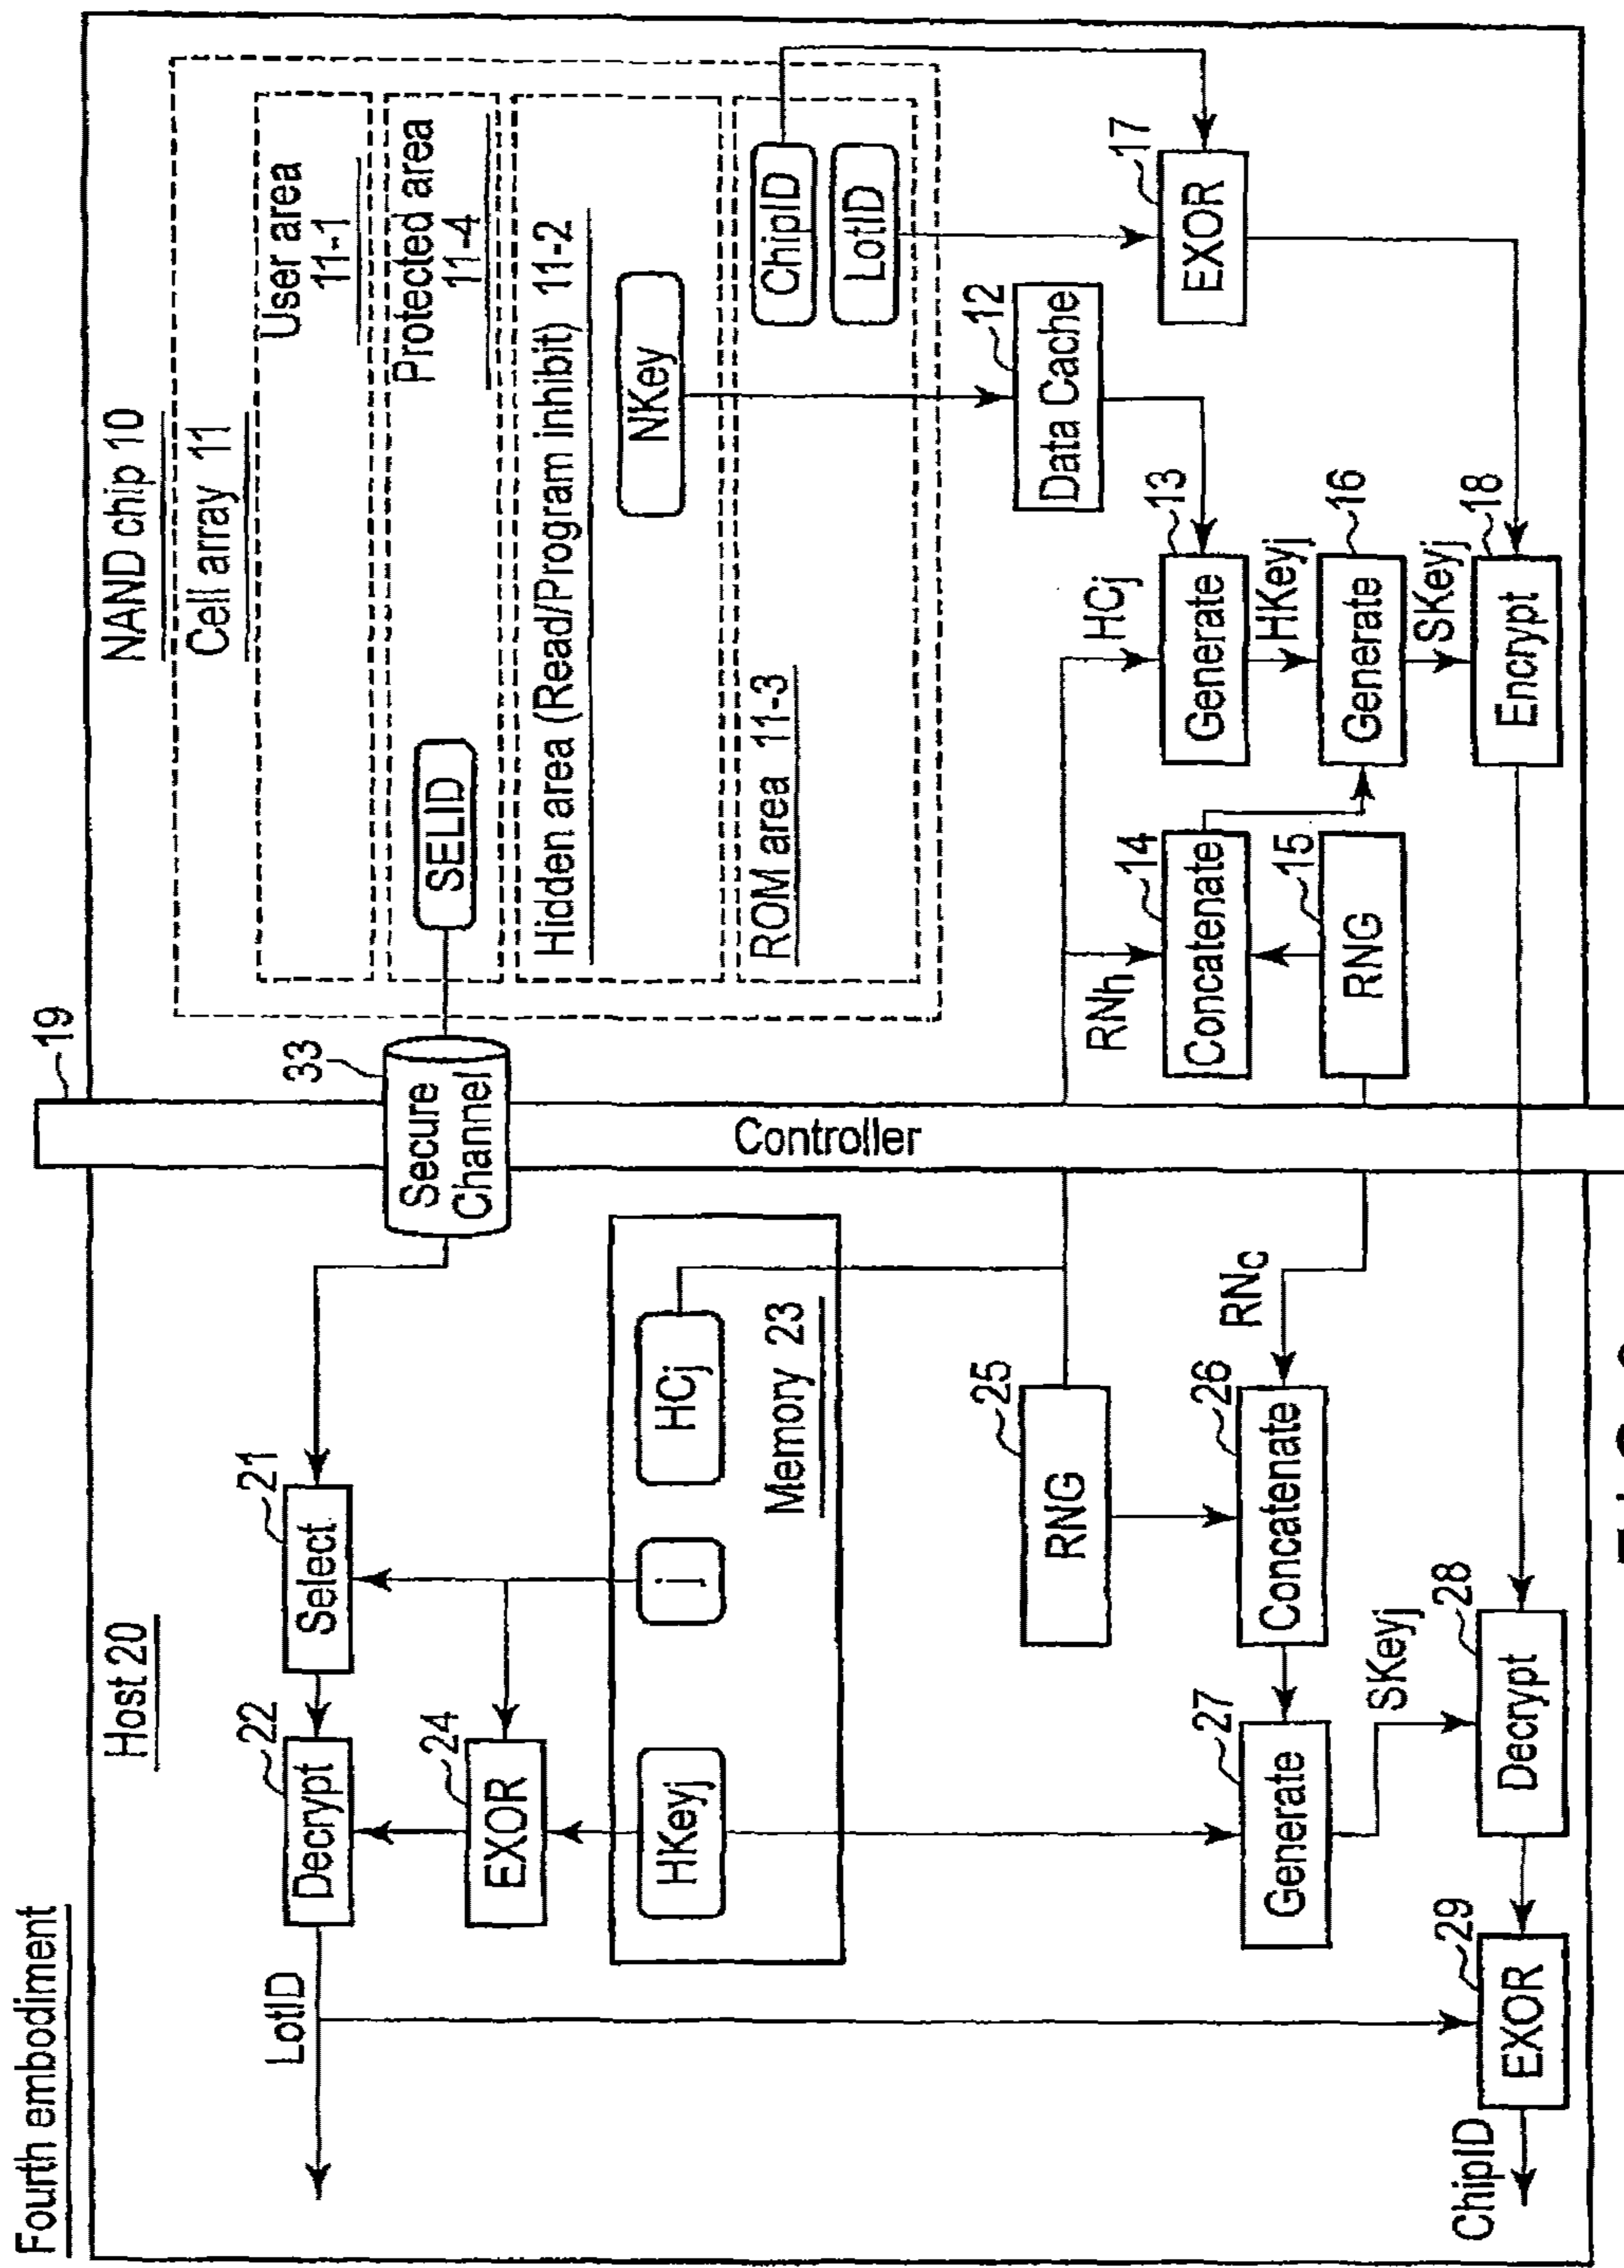 Fourth embodiment
Host 20
LotID
Decrypt
22
Select
21
EXOR
24
HKeyj
j
HCj
Memory 23
RNG
25
RNC
Concatenate
26
Generate
27
SKeyj
Decrypt
28
EXOR
29
ChipID
19
Secure
Channel
33
Controller
NAND chip 10
Cell array 11
User area
11-1
Protected area
11-4
SELID
Hidden area (Read/Program inhibit) 11-2
NKey
ROM area 11-3
ChipID
LotID
Data Cache
12
EXOR
17
HCj
Generate
13
HKeyj
RNh
Concatenate
14
RNG
15
Generate
16
SKeyj
Encrypt
18